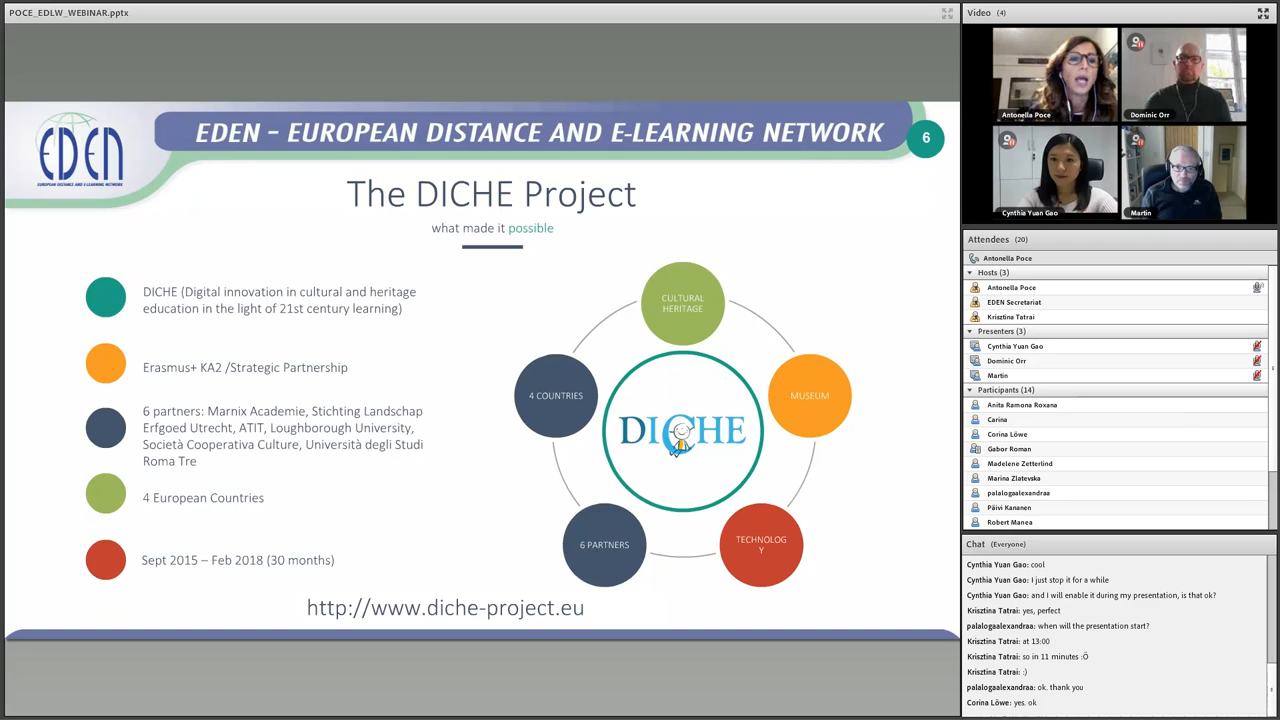 POCE_EDLW_WEBINAR.pptx
EDEN
EUROPEAN DISTANCE AND E-LEARNING NETWORK
EDEN – EUROPEAN DISTANCE AND E-LEARNING NETWORK
6
The DICHE Project
what made it possible
DICHE (Digital innovation in cultural and heritage
education in the light of 21st century learning)
Erasmus+ KA2 /Strategic Partnership
6 partners: Marnix Academie, Stichting Landschap
Erfgoed Utrecht, ATIT, Loughborough University,
Società Cooperativa Culture, Università degli Studi
Roma Tre
4 European Countries
Sept 2015 – Feb 2018 (30 months)
CULTURAL
HERITAGE
4 COUNTRIES
MUSEUM
DICHE
6 PARTNERS
TECHNOLOG
Y
http://www.diche-project.eu
Video (4)
Antonella Poce
Dominic Orr
Cynthia Yuan Gao
Martin
Attendees (20)
Antonella Poce
Hosts (3)
Antonella Poce
EDEN Secretariat
Krisztina Tatrai
Presenters (3)
Cynthia Yuan Gao
Dominic Orr
Martin
Participants (14)
Anita Ramona Roxana
Carina
Corina Löwe
Gabor Roman
Madelene Zetterlind
Marina Zlatevska
palalogaalexandraa
Päivi Kananen
Robert Manea
Chat (Everyone)
Cynthia Yuan Gao: cool
Cynthia Yuan Gao: I just stop it for a while
Cynthia Yuan Gao: and I will enable it during my presentation, is that ok?
Krisztina Tatrai: yes, perfect
palalogaalexandraa: when will the presentation start?
Krisztina Tatrai: at 13:00
Krisztina Tatrai: so in 11 minutes :Ö
Krisztina Tatrai: :)
palalogaalexandraa: ok. thank you
Corina Löwe: yes. ok